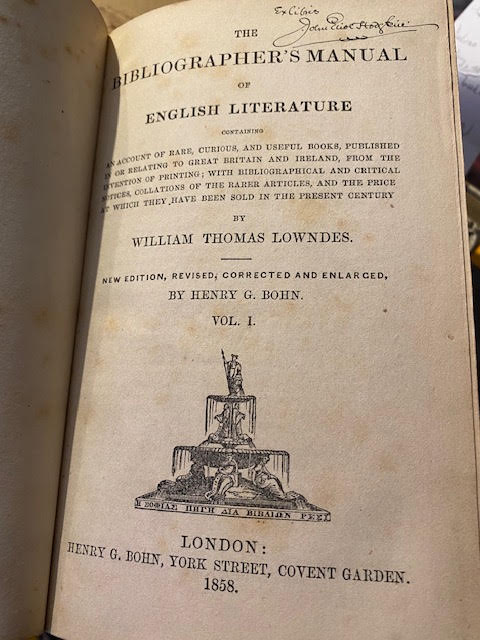 Ex Libris
John Eliot Hodgkin
THE
BIBLIOGRAPHER'S MANUAL
OF
ENGLISH LITERATURE
CONTAINING
AN ACCOUNT OF RARE, CURIOUS, AND USEFUL BOOKS, PUBLISHED
IN OR RELATING TO GREAT BRITAIN AND IRELAND, FROM THE
INVENTION OF PRINTING; WITH BIBLIOGRAPHICAL AND CRITICAL
NOTICES, COLLATIONS OF THE RARER ARTICLES, AND THE PRICE
AT WHICH THEY HAVE BEEN SOLD IN THE PRESENT CENTURY
BY
WILLIAM THOMAS LOWNDES.
NEW EDITION, REVISED, CORRECTED AND ENLARGED,
BY HENRY G. BOHN.
VOL. I.
Η ΣΟΦΙΑΣ ΠΗΓΗ ΔΙΑ ΒΙΒΛΙΩΝ ΡΕΕΙ
LONDON:
HENRY G. BOHN, YORK STREET, COVENT GARDEN.
1858.